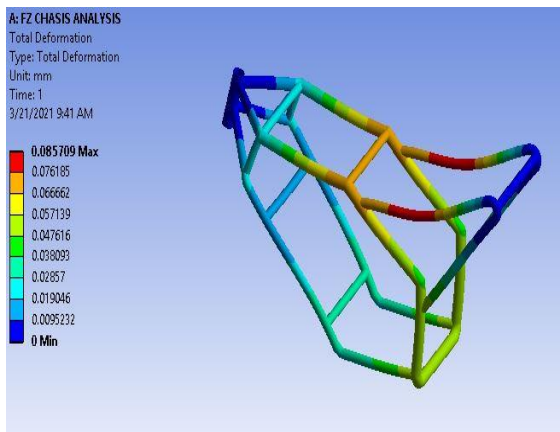 A: FZ CHASIS ANALYSIS
Total Deformation
Type: Total Deformation
Unit: mm
Time: 1
3/21/2021 9:41 AM
0.085709 Max
0.076185
0.066662
0.057139
0.047616
0.038093
0.02857
0.019046
0.0095232
0 Min